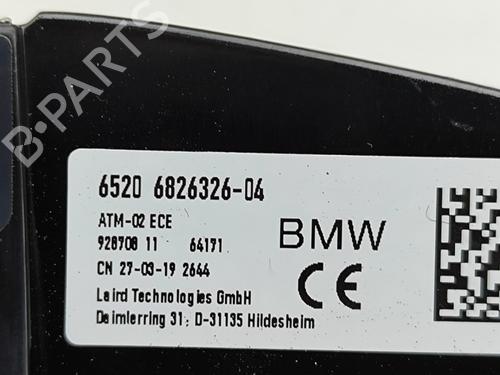 6520 6826326-04
ATM-02 ECE
928708 11 64171
CN 27-03-19 2644
Laird Technologies GmbH
Daimlerring 31; D-31135 Hildesheim
BMW
CE
B-PARTS